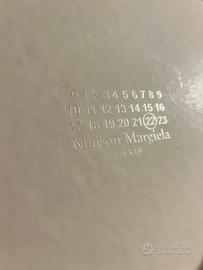 0 1 2 3 4 5 6 7 8 9
10 11 12 13 14 15 16
17 18 19 20 21 22 23
Maison Margiela
PARIS
Subito